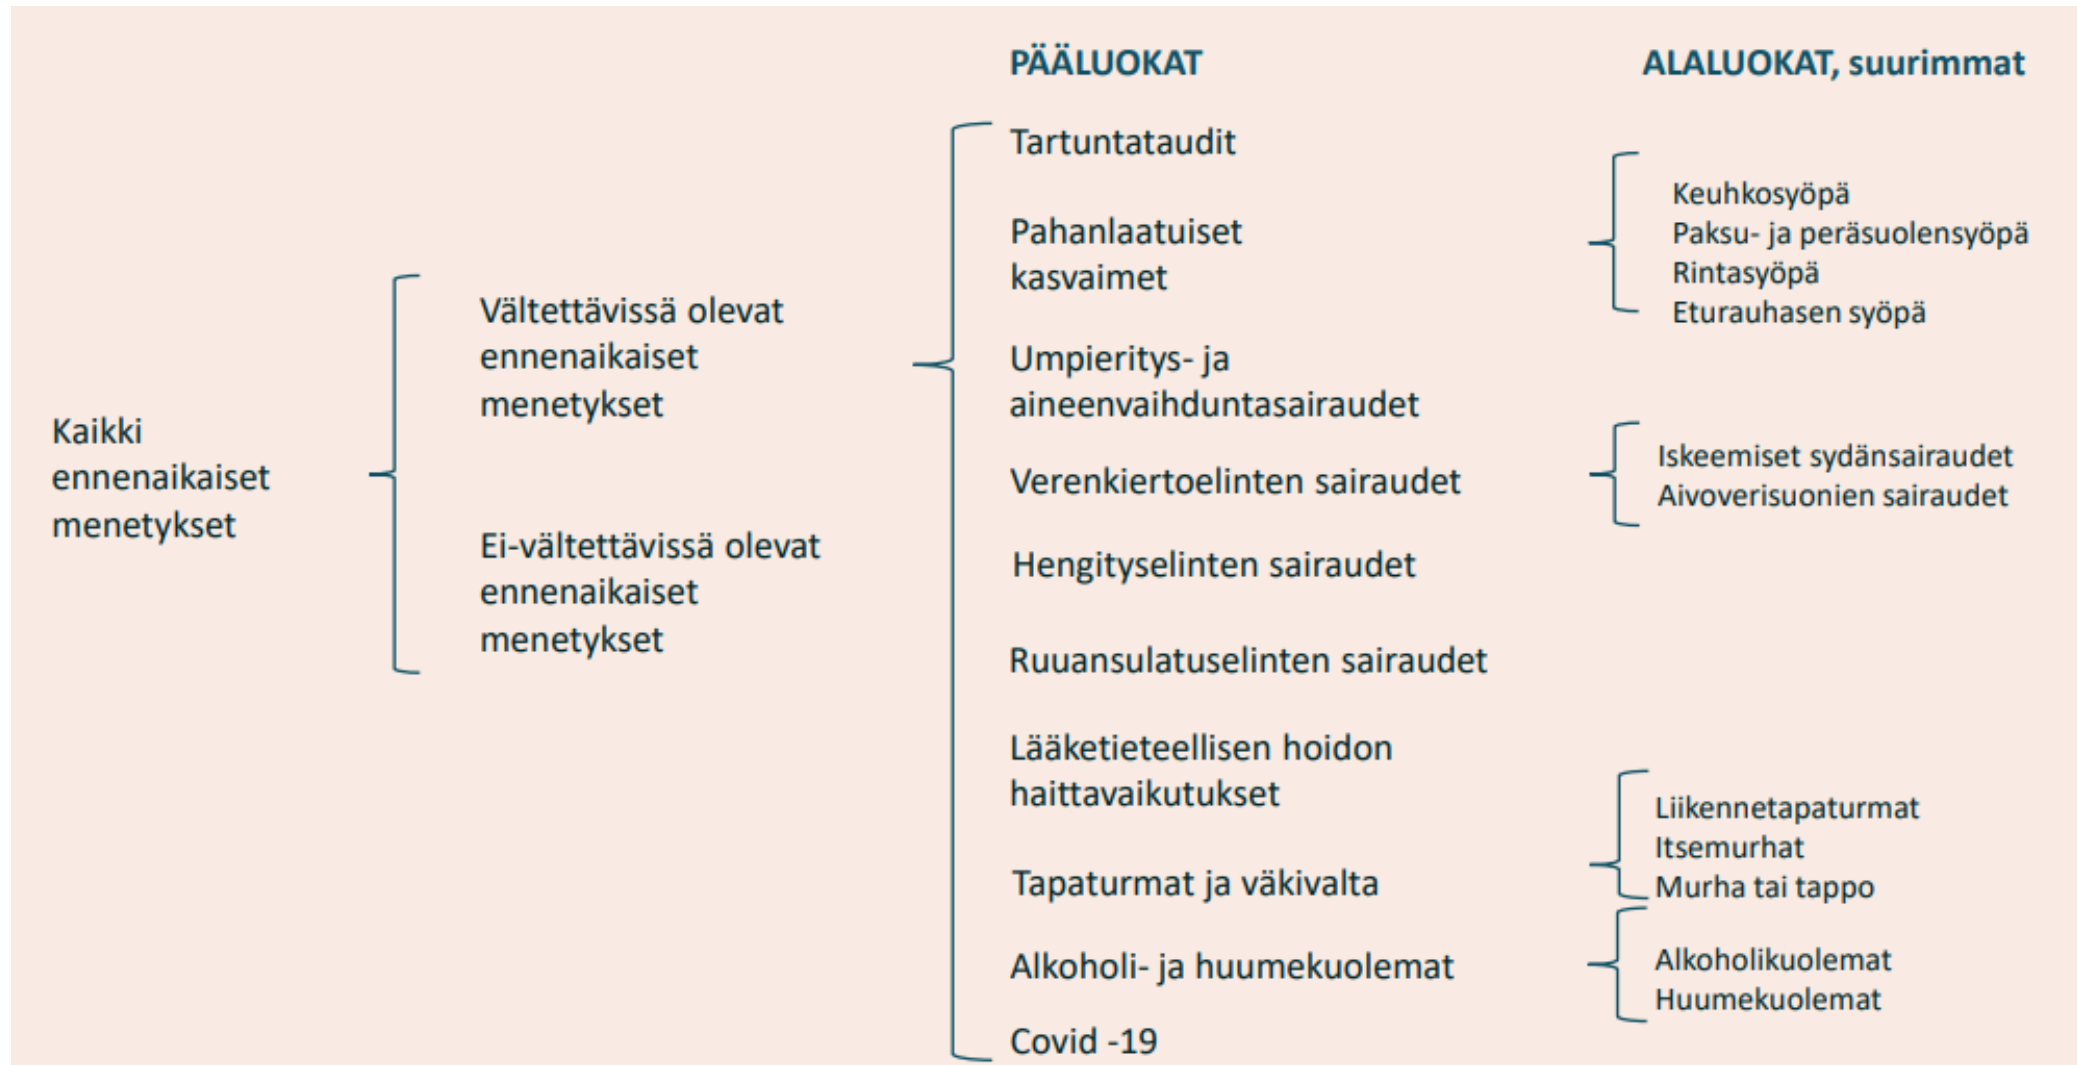 PÄÄLUOKAT
ALALUOKAT, suurimmat
Kaikki
ennenaikaiset
menetykset
Vältettävissä olevat
ennenaikaiset
menetykset
Ei-vältettävissä olevat
ennenaikaiset
menetykset
Tartuntataudit
Pahanlaatuiset
kasvaimet
Keuhkosyöpä
Paksu- ja peräsuolensyöpä
Rintasyöpä
Eturauhasen syöpä
Umpieritys- ja
aineenvaihduntasairaudet
Verenkiertoelinten sairaudet
Iskeemiset sydänsairaudet
Aivoverisuonien sairaudet
Hengityselinten sairaudet
Ruuansulatuselinten sairaudet
Lääketieteellisen hoidon
haittavaikutukset
Tapaturmat ja väkivalta
Liikennetapaturmat
Itsemurhat
Murha tai tappo
Alkoholi- ja huumekuolemat
Alkoholikuolemat
Huumekuolemat
Covid -19